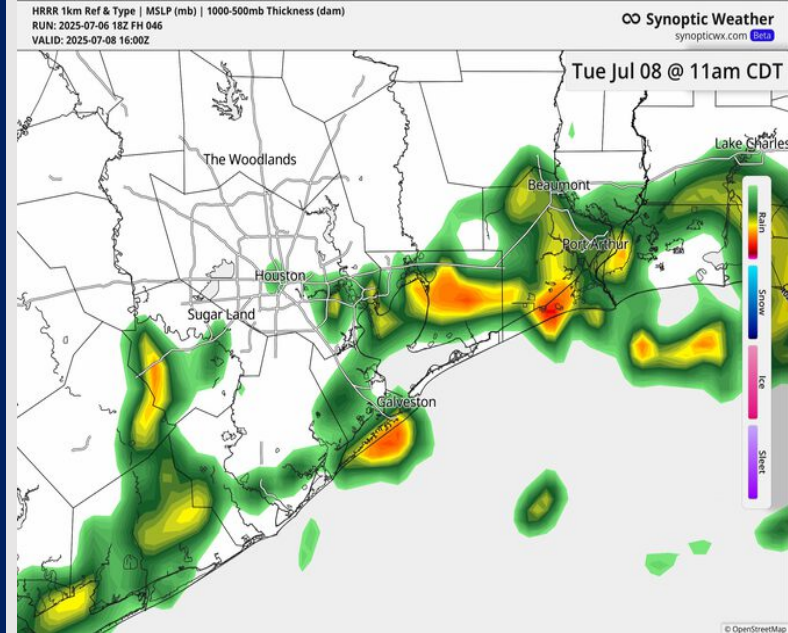 HRRR 1km Ref & Type | MSLP (mb) | 1000-500mb Thickness (dam)
RUN: 2025-07-06 18Z FH 046
VALID: 2025-07-08 16:00Z
Synoptic Weather
synopticwx.com Beta
Tue Jul 08 @ 11am CDT
Lake Charles
The Woodlands
Beaumont
Port Arthur
Houston
Sugar Land
Galveston
Rain
Snow
Ice
Sleet
© OpenStreetMap